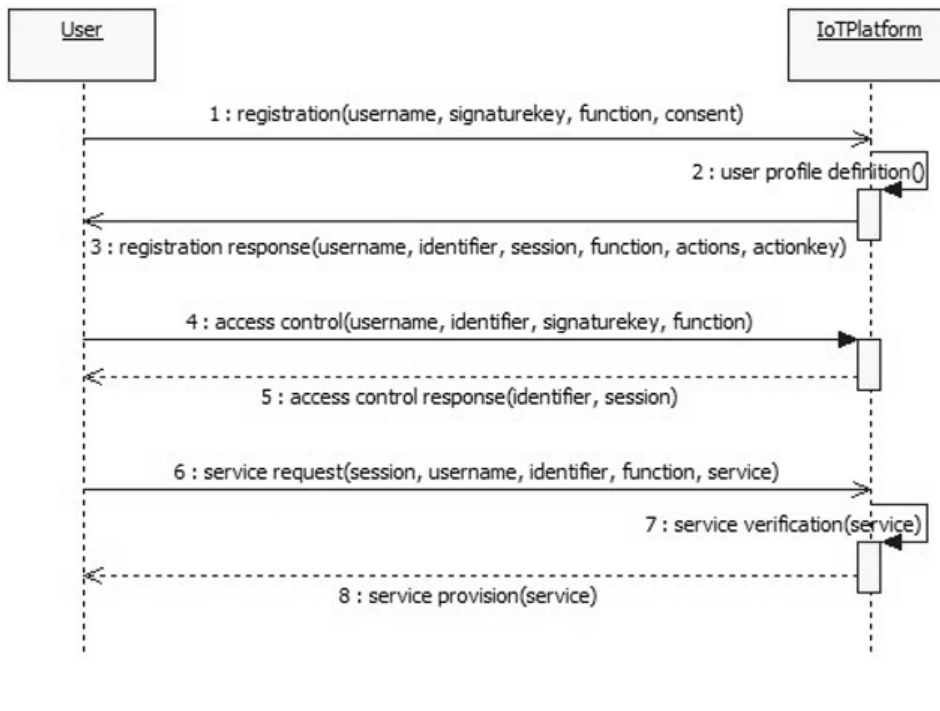 User
IoTPlatform
1 : registration(username, signaturekey, function, consent)
2 : user profile definition()
3 : registration response(username, identifier, session, function, actions, actionkey)
4 : access control(username, identifier, signaturekey, function)
5 : access control response(identifier, session)
6 : service request(session, username, identifier, function, service)
7 : service verification(service)
8 : service provision(service)